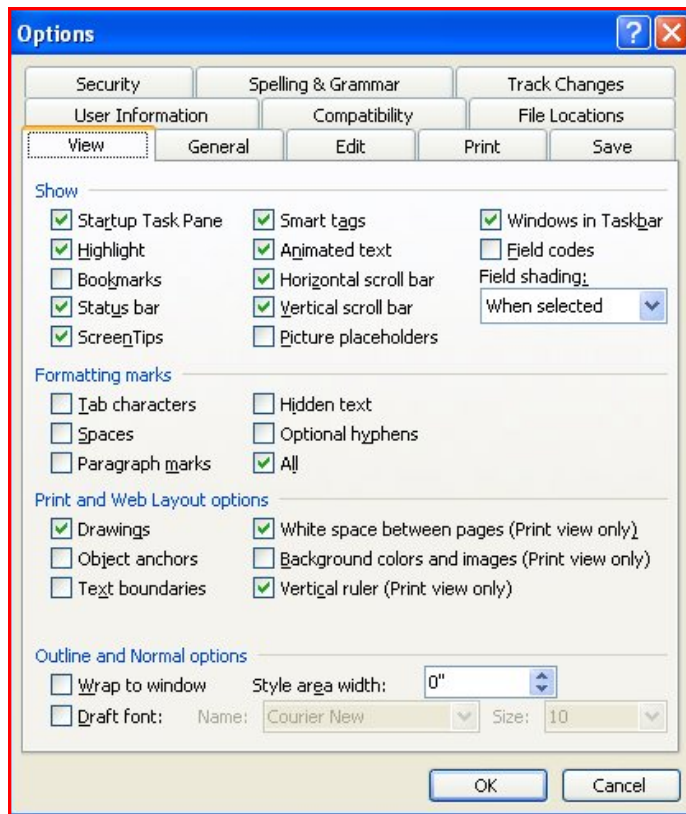 Options
Security Spelling & Grammar Track Changes
User Information Compatibility File Locations
View General Edit Print Save
Show
Startup Task Pane Smart tags Windows in Taskbar
Highlight Animated text Field codes
Bookmarks Horizontal scroll bar Field shading:
Status bar Vertical scroll bar When selected
ScreenTips Picture placeholders
Formatting marks
Tab characters Hidden text
Spaces Optional hyphens
Paragraph marks All
Print and Web Layout options
Drawings White space between pages (Print view only)
Object anchors Background colors and images (Print view only)
Text boundaries Vertical ruler (Print view only)
Outline and Normal options
Wrap to window Style area width: 0"
Draft font: Name: Courier New Size: 10
OK Cancel